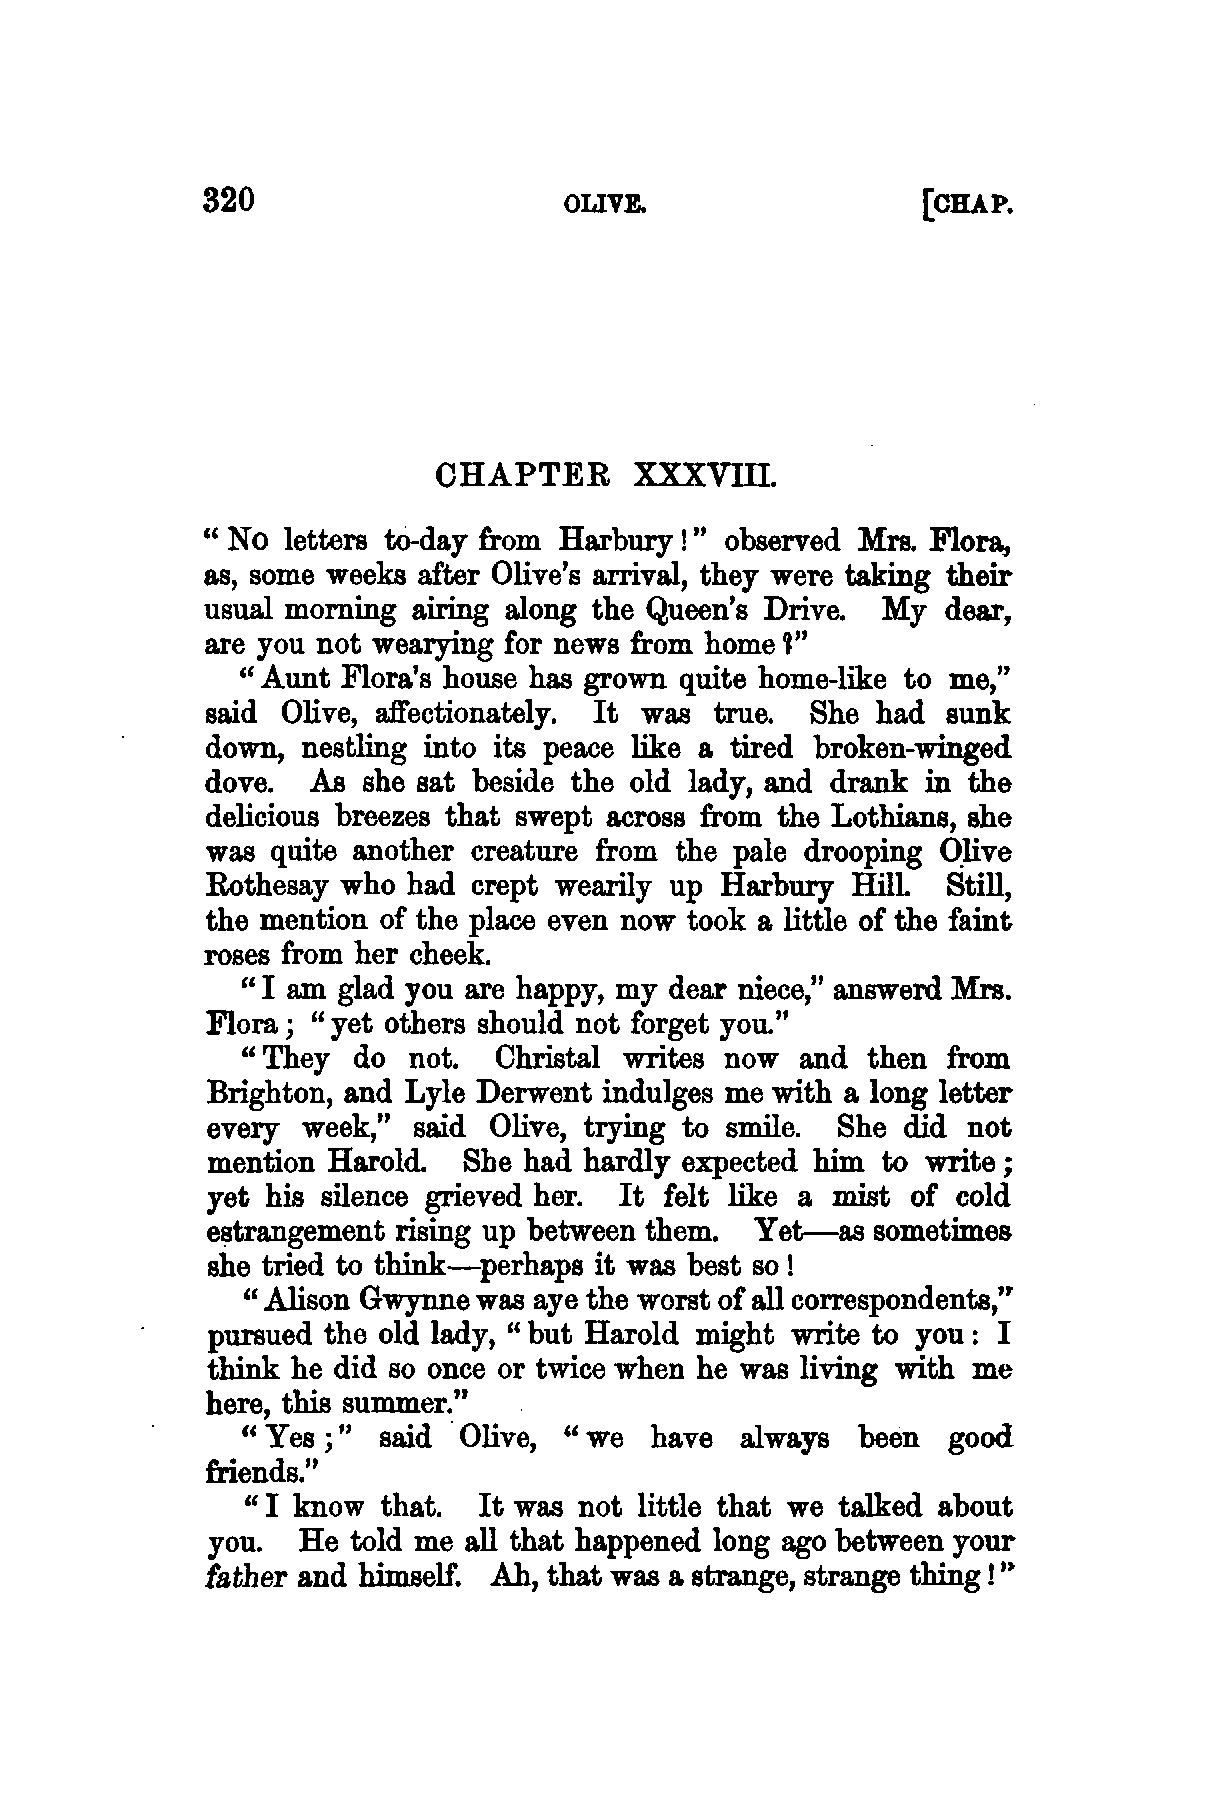 320 OLIVE. [CHAP.
CHAPTER XXXVIII.
“ No letters to-day from Harbury ! ” observed Mrs. Flora,
as, some weeks after Olive’s arrival, they were taking their
usual morning airing along the Queen’s Drive. My dear,
are you not wearying for news from home ?”
“ Aunt Flora’s house has grown quite home-like to me,”
said Olive, affectionately. It was true. She had sunk
down, nestling into its peace like a tired broken-winged
dove. As she sat beside the old lady, and drank in the
delicious breezes that swept across from the Lothians, she
was quite another creature from the pale drooping Olive
Rothesay who had crept wearily up Harbury Hill. Still,
the mention of the place even now took a little of the faint
roses from her cheek.
“ I am glad you are happy, my dear niece,” answerd Mrs.
Flora ; “ yet others should not forget you.”
“ They do not. Christal writes now and then from
Brighton, and Lyle Derwent indulges me with a long letter
every week,” said Olive, trying to smile. She did not
mention Harold. She had hardly expected him to write ;
yet his silence grieved her. It felt like a mist of cold
estrangement rising up between them. Yet—as sometimes
she tried to think—perhaps it was best so !
“ Alison Gwynne was aye the worst of all correspondents,”
pursued the old lady, “ but Harold might write to you : I
think he did so once or twice when he was living with me
here, this summer.”
“ Yes ; ” said Olive, “ we have always been good
friends.”
“ I know that. It was not little that we talked about
you. He told me all that happened long ago between your
father and himself. Ah, that was a strange, strange thing ! ”